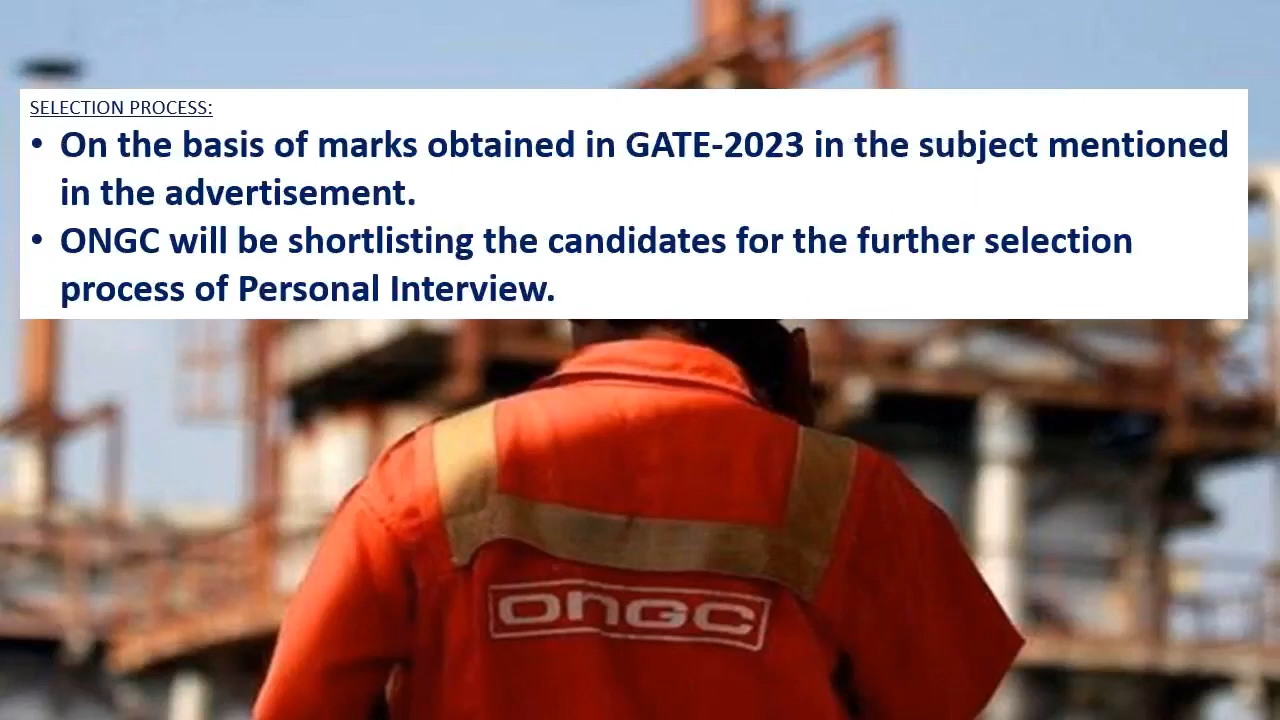 SELECTION PROCESS:
• On the basis of marks obtained in GATE-2023 in the subject mentioned
in the advertisement.
• ONGC will be shortlisting the candidates for the further selection
process of Personal Interview.
ONGC